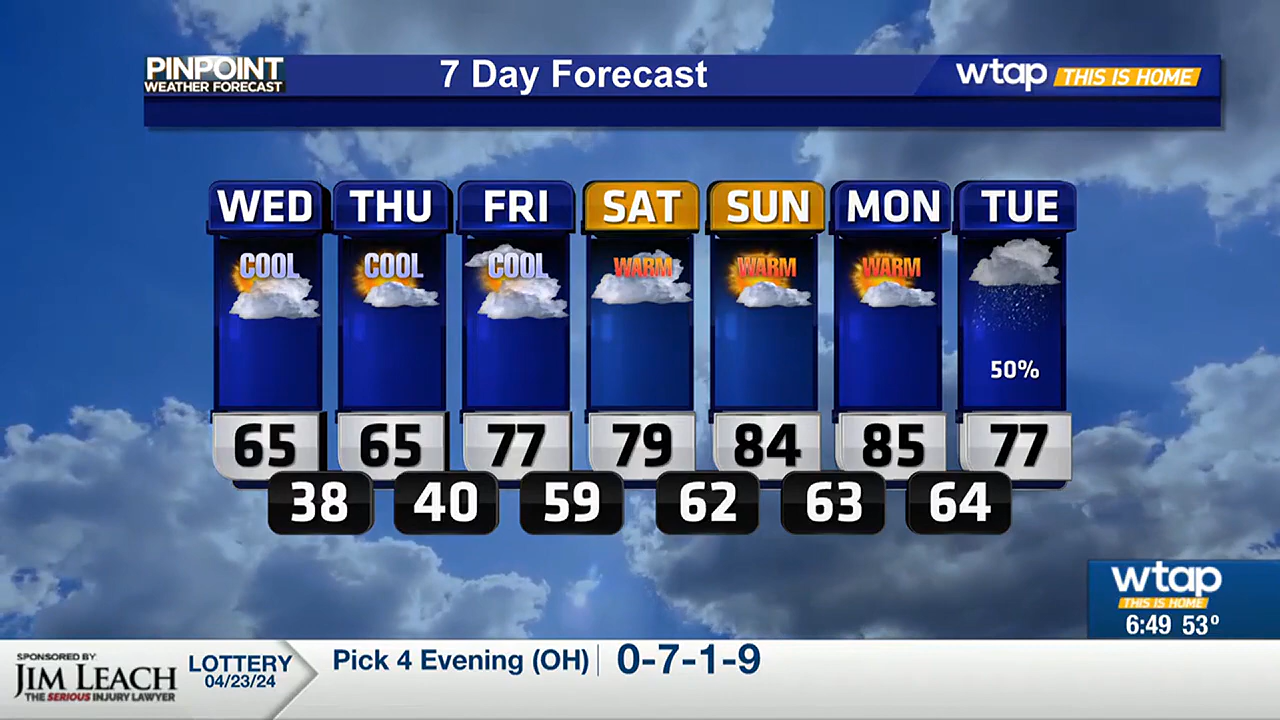 PINPOINT
WEATHER FORECAST
7 Day Forecast
wtap THIS IS HOME
WED THU FRI SAT SUN MON TUE
COOL COOL COOL WARM WARM WARM
50%
65 65 77 79 84 85 77
38 40 59 62 63 64
wtap
THIS IS HOME
6:49 53°
SPONSORED BY:
JIM LEACH
THE SERIOUS INJURY LAWYER
LOTTERY
04/23/24
Pick 4 Evening (OH) 0-7-1-9